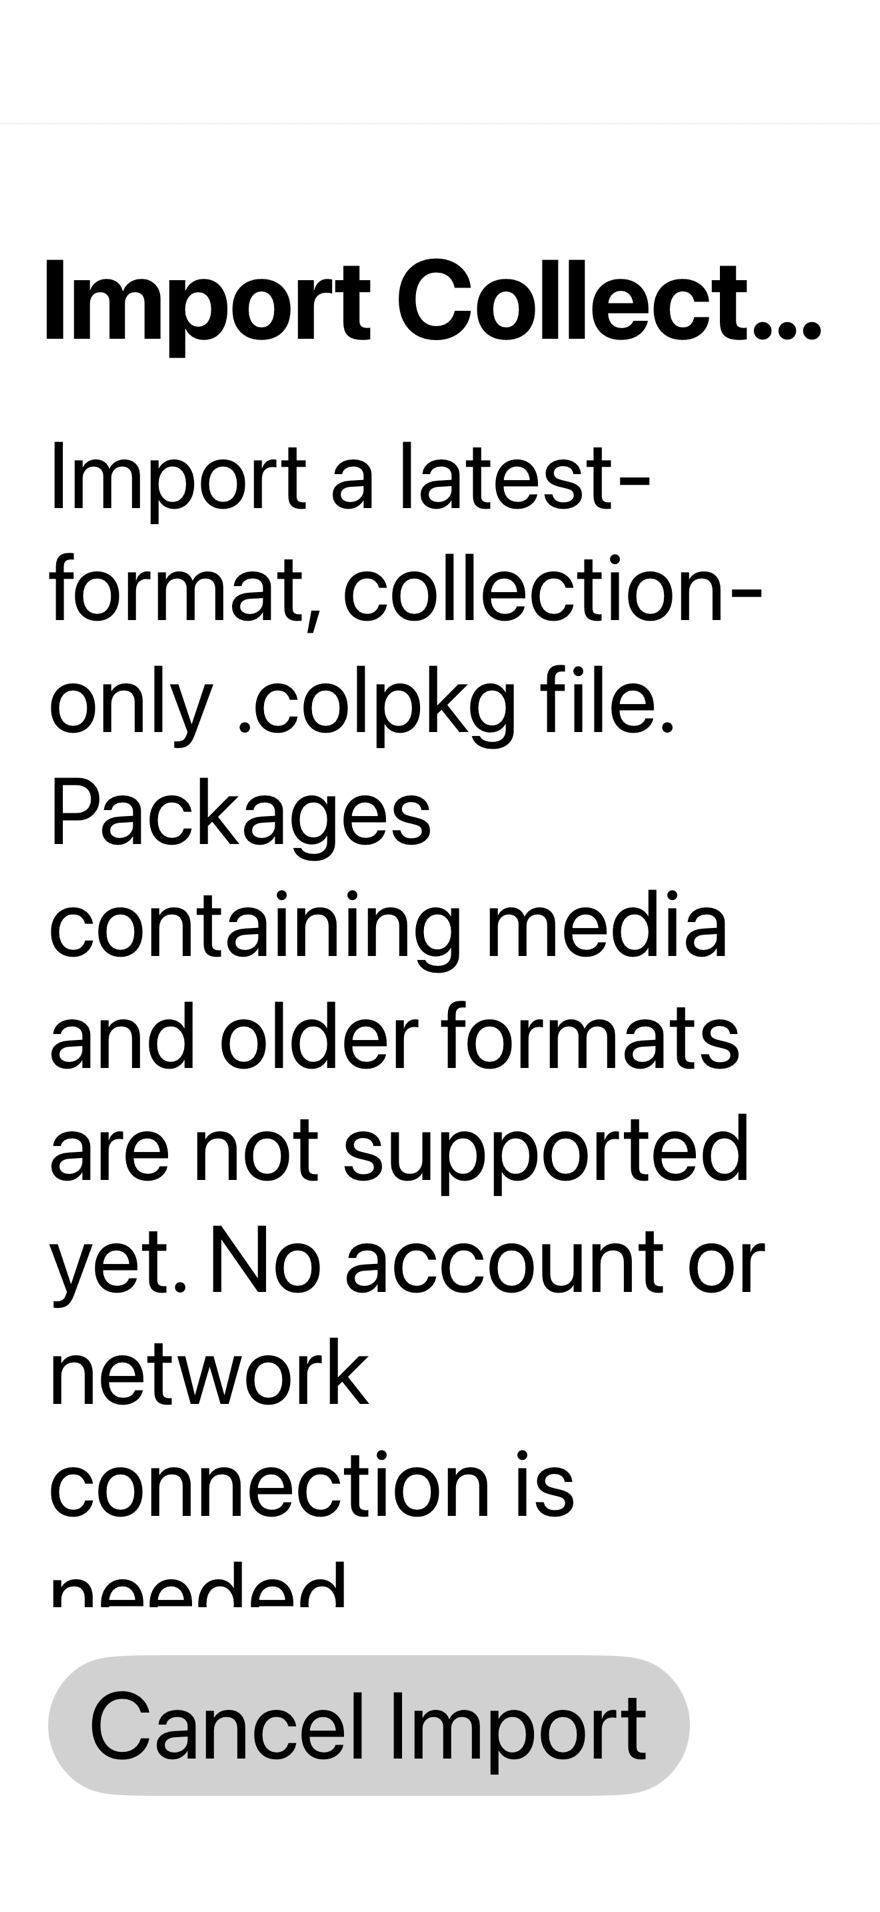 Import Collect...
Import a latest-
format, collection-
only .colpkg file.
Packages
containing media
and older formats
are not supported
yet. No account or
network
connection is
needed
Cancel Import